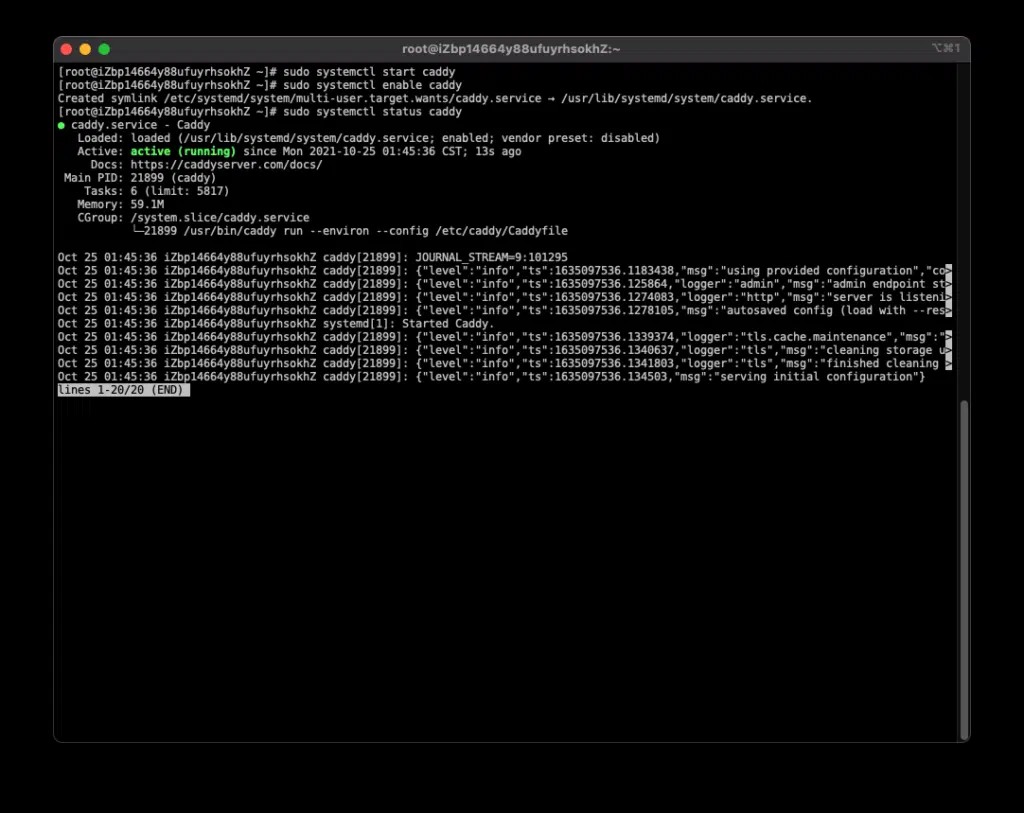 root@iZbp14664y88ufuyrhsokhZ:~
⌥⌘1
[root@iZbp14664y88ufuyrhsokhZ ~]# sudo systemctl start caddy
[root@iZbp14664y88ufuyrhsokhZ ~]# sudo systemctl enable caddy
Created symlink /etc/systemd/system/multi-user.target.wants/caddy.service → /usr/lib/systemd/system/caddy.service.
[root@iZbp14664y88ufuyrhsokhZ ~]# sudo systemctl status caddy
● caddy.service - Caddy
Loaded: loaded (/usr/lib/systemd/system/caddy.service; enabled; vendor preset: disabled)
Active: active (running) since Mon 2021-10-25 01:45:36 CST; 13s ago
Docs: https://caddyserver.com/docs/
Main PID: 21899 (caddy)
Tasks: 6 (limit: 5817)
Memory: 59.1M
CGroup: /system.slice/caddy.service
└─21899 /usr/bin/caddy run --environ --config /etc/caddy/Caddyfile
Oct 25 01:45:36 iZbp14664y88ufuyrhsokhZ caddy[21899]: JOURNAL_STREAM=9:101295
Oct 25 01:45:36 iZbp14664y88ufuyrhsokhZ caddy[21899]: {"level":"info","ts":1635097536.1183438,"msg":"using provided configuration","co>
Oct 25 01:45:36 iZbp14664y88ufuyrhsokhZ caddy[21899]: {"level":"info","ts":1635097536.125864,"logger":"admin","msg":"admin endpoint st>
Oct 25 01:45:36 iZbp14664y88ufuyrhsokhZ caddy[21899]: {"level":"info","ts":1635097536.1274083,"logger":"http","msg":"server is listeni>
Oct 25 01:45:36 iZbp14664y88ufuyrhsokhZ caddy[21899]: {"level":"info","ts":1635097536.1278105,"msg":"autosaved config (load with --res>
Oct 25 01:45:36 iZbp14664y88ufuyrhsokhZ systemd[1]: Started Caddy.
Oct 25 01:45:36 iZbp14664y88ufuyrhsokhZ caddy[21899]: {"level":"info","ts":1635097536.1339374,"logger":"tls.cache.maintenance","msg":">
Oct 25 01:45:36 iZbp14664y88ufuyrhsokhZ caddy[21899]: {"level":"info","ts":1635097536.1340637,"logger":"tls","msg":"cleaning storage u>
Oct 25 01:45:36 iZbp14664y88ufuyrhsokhZ caddy[21899]: {"level":"info","ts":1635097536.1341803,"logger":"tls","msg":"finished cleaning >
Oct 25 01:45:36 iZbp14664y88ufuyrhsokhZ caddy[21899]: {"level":"info","ts":1635097536.134503,"msg":"serving initial configuration"}
lines 1-20/20 (END)